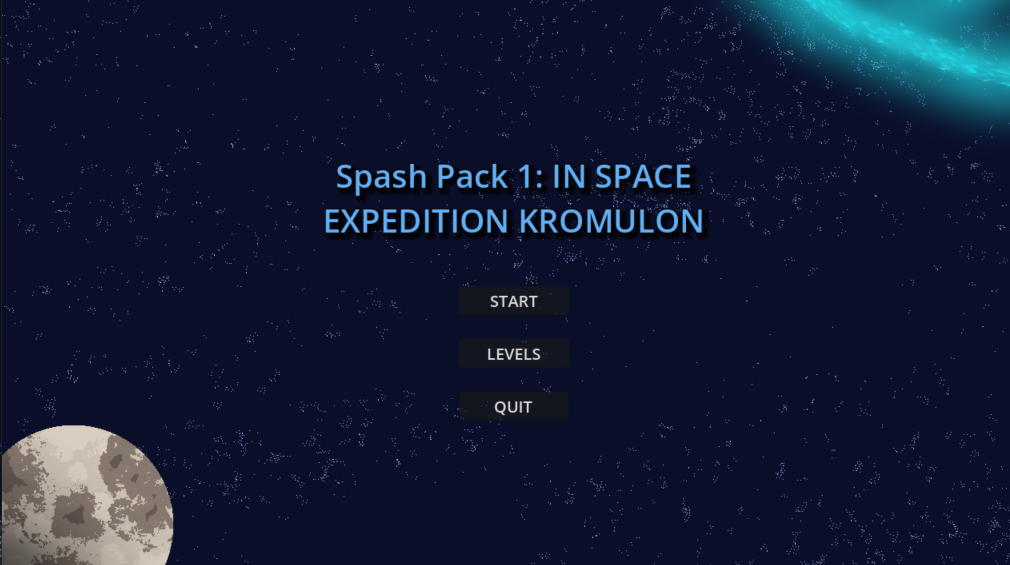 Spash Pack 1: IN SPACE
EXPEDITION KROMULON
START
LEVELS
QUIT